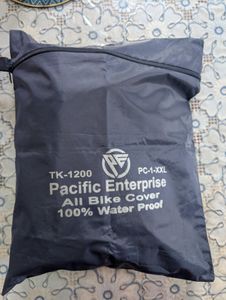 TK-1200 PC-1-XXL
Pacific Enterprise
All Bike Cover
100% Water Proof